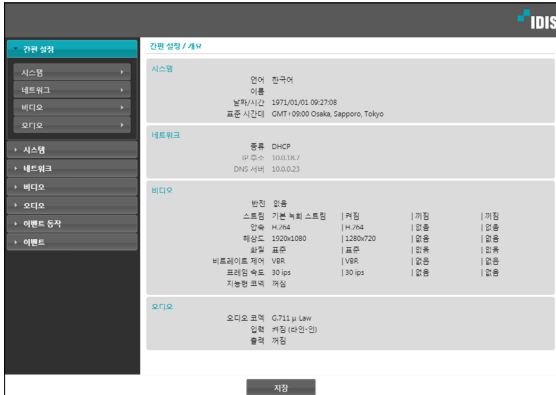 IDIS
간편 설정
시스템
네트워크
비디오
오디오
시스템
네트워크
비디오
오디오
이벤트 동작
이벤트
간편 설정 / 개요
시스템
언어 한국어
이름
날짜/시간 1971/01/01 09:27:08
표준 시간대 GMT+09:00 Osaka, Sapporo, Tokyo
네트워크
종류 DHCP
IP 주소 10.0.18.7
DNS 서버 10.0.0.23
비디오
반전 없음
스트림 기본 녹화 스트림 | 켜짐 | 꺼짐 | 꺼짐
압축 H.264 | H.264 | 없음 | 없음
해상도 1920x1080 | 1280x720 | 없음 | 없음
화질 표준 | 표준 | 없음 | 없음
비트레이트 제어 VBR | VBR | 없음 | 없음
프레임 속도 30 ips | 30 ips | 없음 | 없음
지능형 코덱 꺼짐
오디오
오디오 코덱 G.711 μ-Law
입력 켜짐 (라인-인)
출력 꺼짐
저장